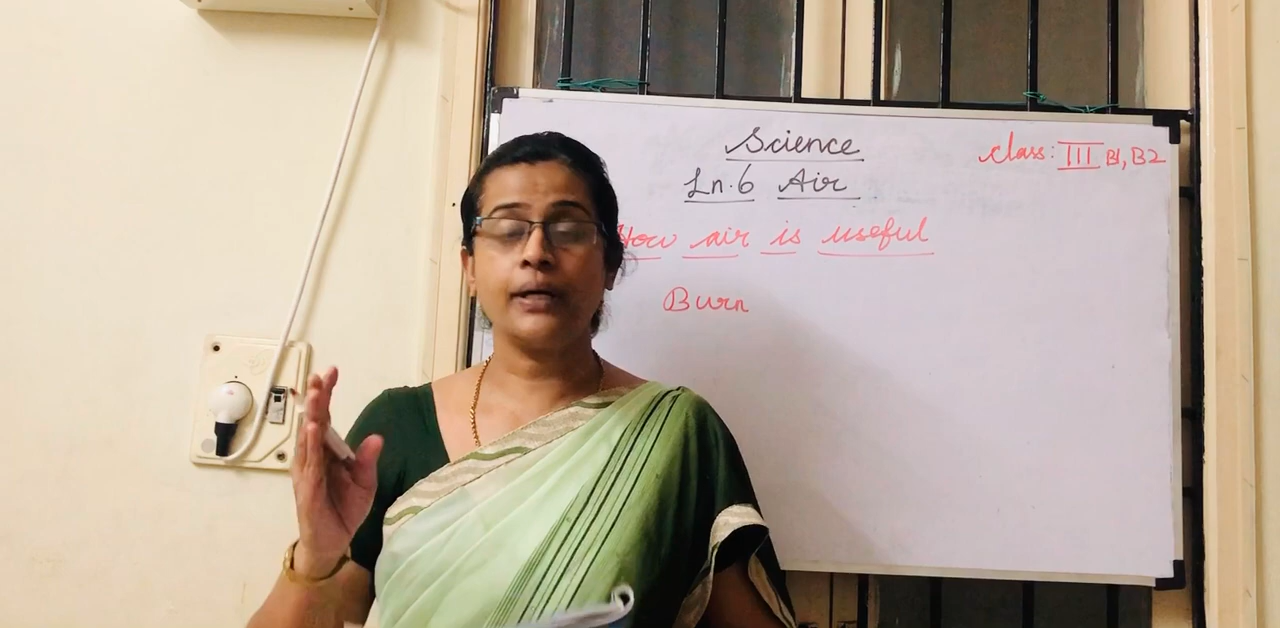 Science
Class: III B1, B2
Ln.6 Air
How air is useful
Burn